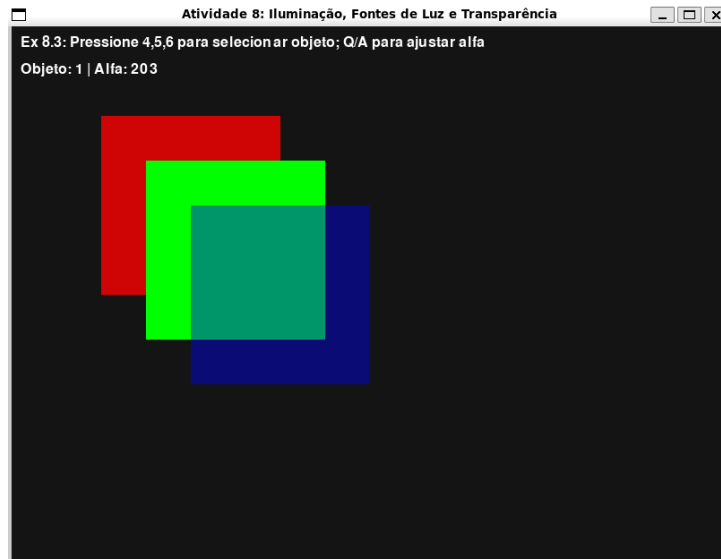 Atividade 8: Iluminação, Fontes de Luz e Transparência
Ex 8.3: Pressione 4,5,6 para selecionar objeto; Q/A para ajustar alfa
Objeto: 1 | Alfa: 203